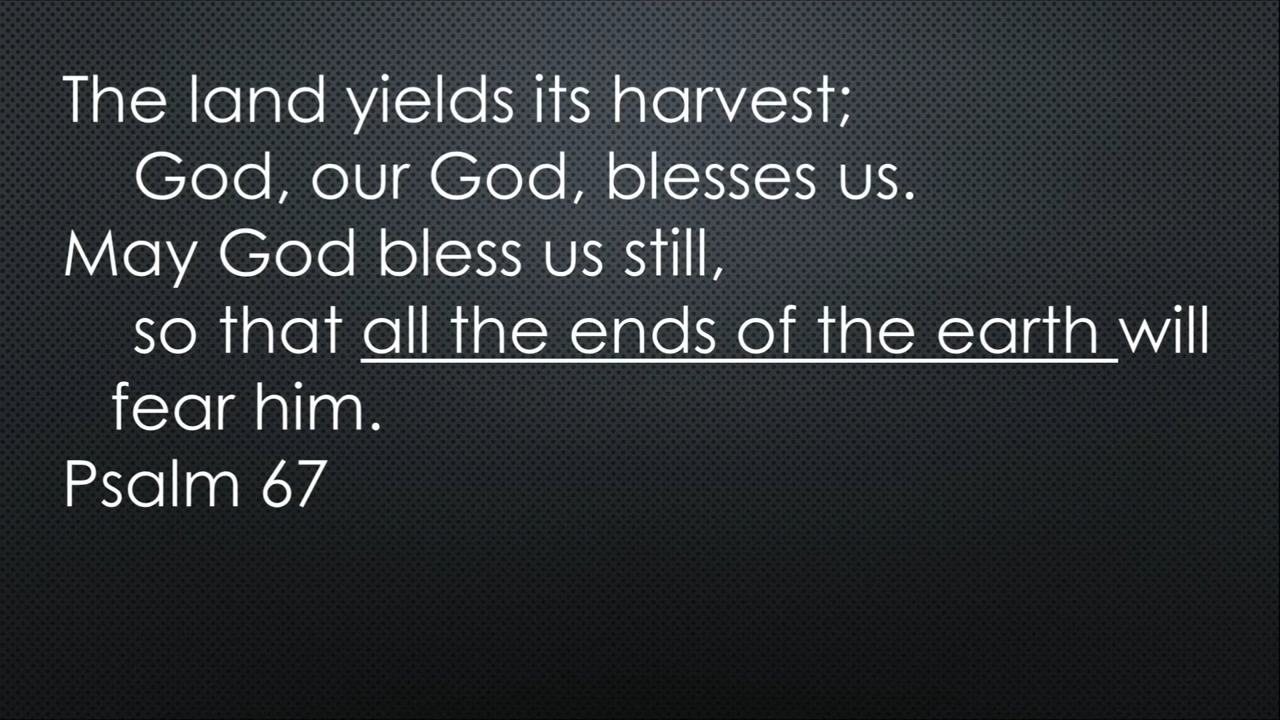 The land yields its harvest;
God, our God, blesses us.
May God bless us still,
so that all the ends of the earth will
fear him.
Psalm 67